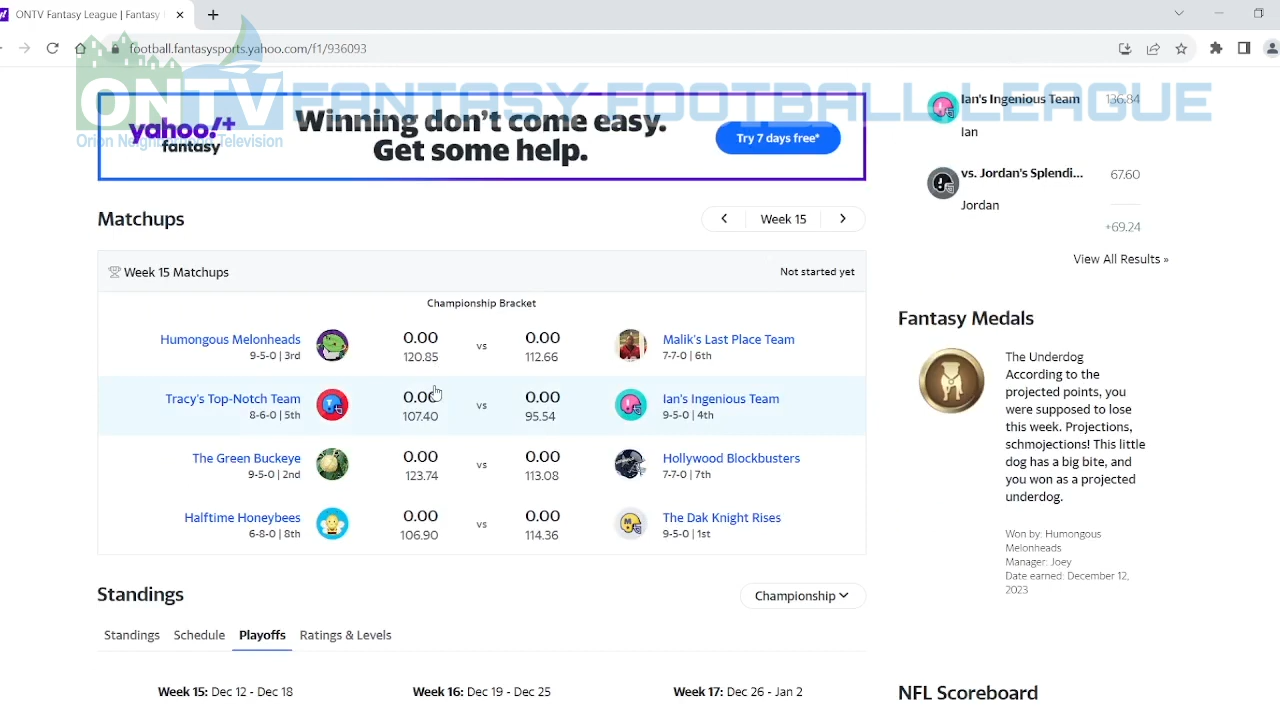 ONTV Fantasy League | Fantasy
football.fantasysports.yahoo.com/f1/936093
ONTV FANTASY FOOTBALL LEAGUE
Orion Neighborhood Television
yahoo!+
fantasy
Winning don't come easy.
Get some help.
Try 7 days free*
Ian's Ingenious Team 136.84
Ian
vs. Jordan's Splendi... 67.60
Jordan
+69.24
View All Results »
Matchups
Week 15
Week 15 Matchups
Not started yet
Championship Bracket
Humongous Melonheads 0.00 vs 0.00 Malik's Last Place Team
9-5-0 | 3rd 120.85 112.66 7-7-0 | 6th
Tracy's Top-Notch Team 0.00 vs 0.00 Ian's Ingenious Team
8-6-0 | 5th 107.40 95.54 9-5-0 | 4th
The Green Buckeye 0.00 vs 0.00 Hollywood Blockbusters
9-5-0 | 2nd 123.74 113.08 7-7-0 | 7th
Halftime Honeybees 0.00 vs 0.00 The Dak Knight Rises
6-8-0 | 8th 106.90 114.36 9-5-0 | 1st
Fantasy Medals
The Underdog
According to the
projected points, you
were supposed to lose
this week. Projections,
schmojections! This little
dog has a big bite, and
you won as a projected
underdog.
Won by: Humongous
Melonheads
Manager: Joey
Date earned: December 12,
2023
Standings
Championship
Standings Schedule Playoffs Ratings & Levels
Week 15: Dec 12 - Dec 18
Week 16: Dec 19 - Dec 25
Week 17: Dec 26 - Jan 2
NFL Scoreboard